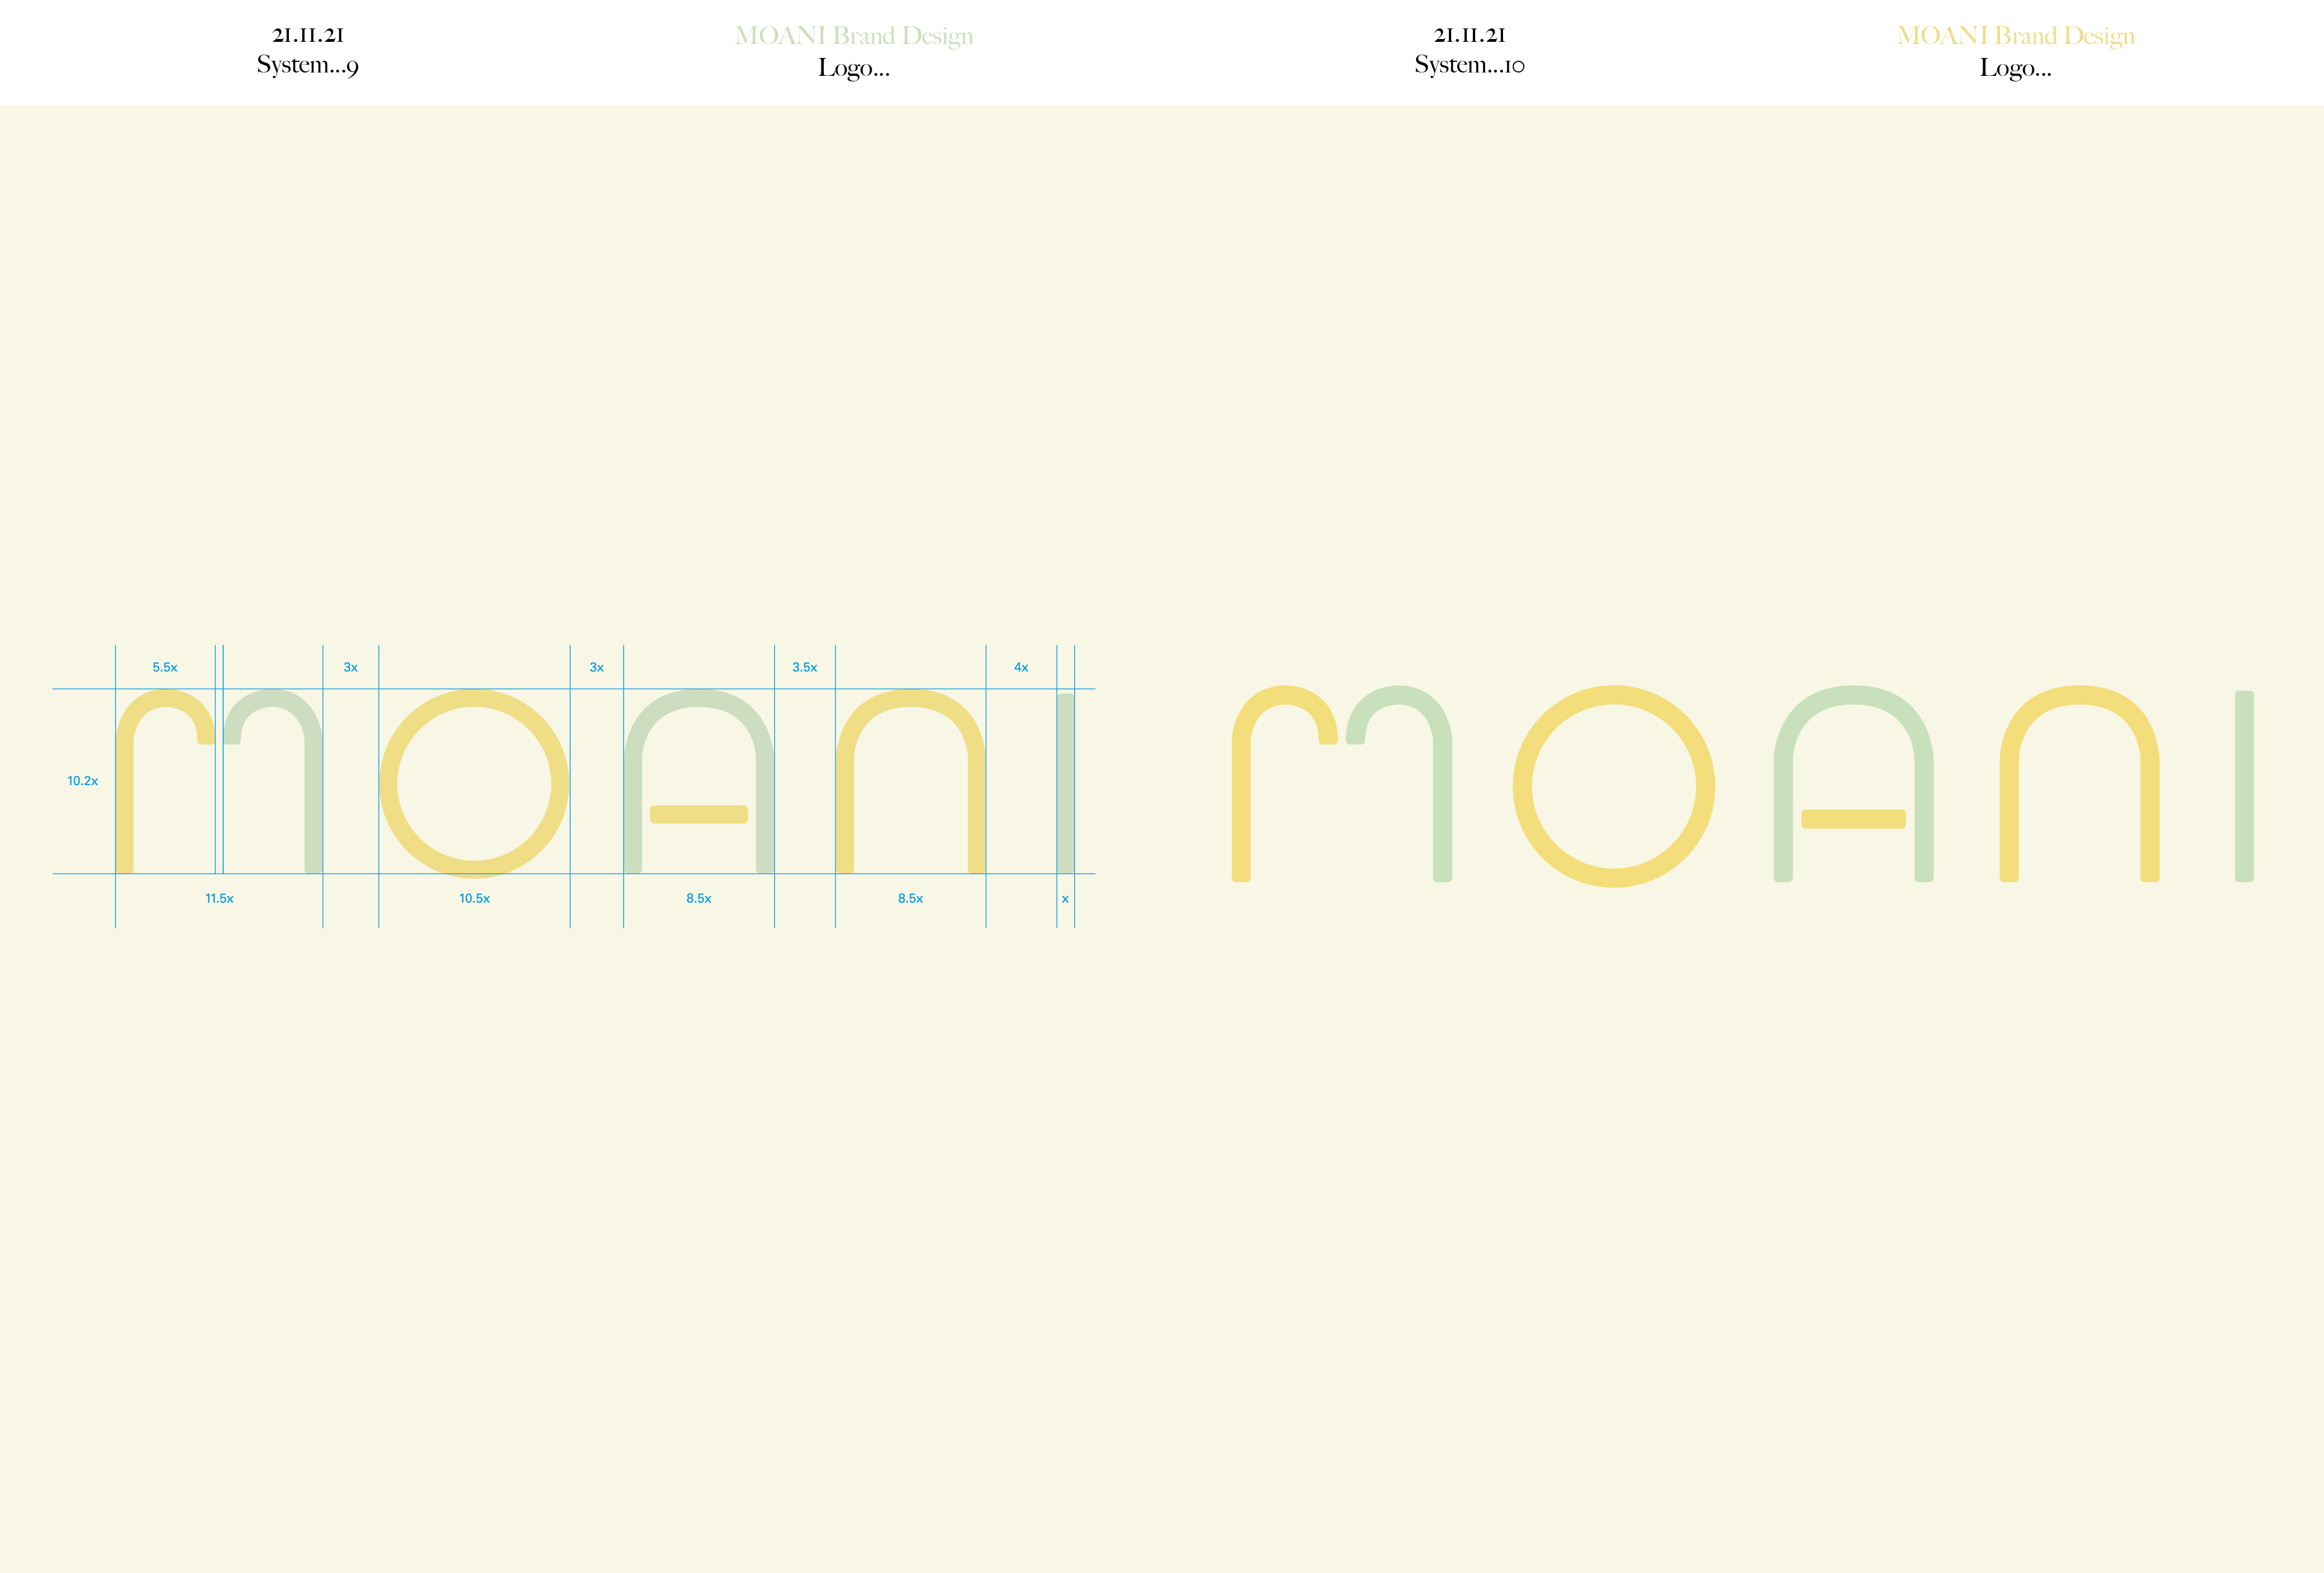 21.11.21
System...9
MOANI Brand Design
Logo...
21.11.21
System...10
MOANI Brand Design
Logo...
5.5x
3x
3x
3.5x
4x
10.2x
MOANI
11.5x
10.5x
8.5x
8.5x
x
MOANI